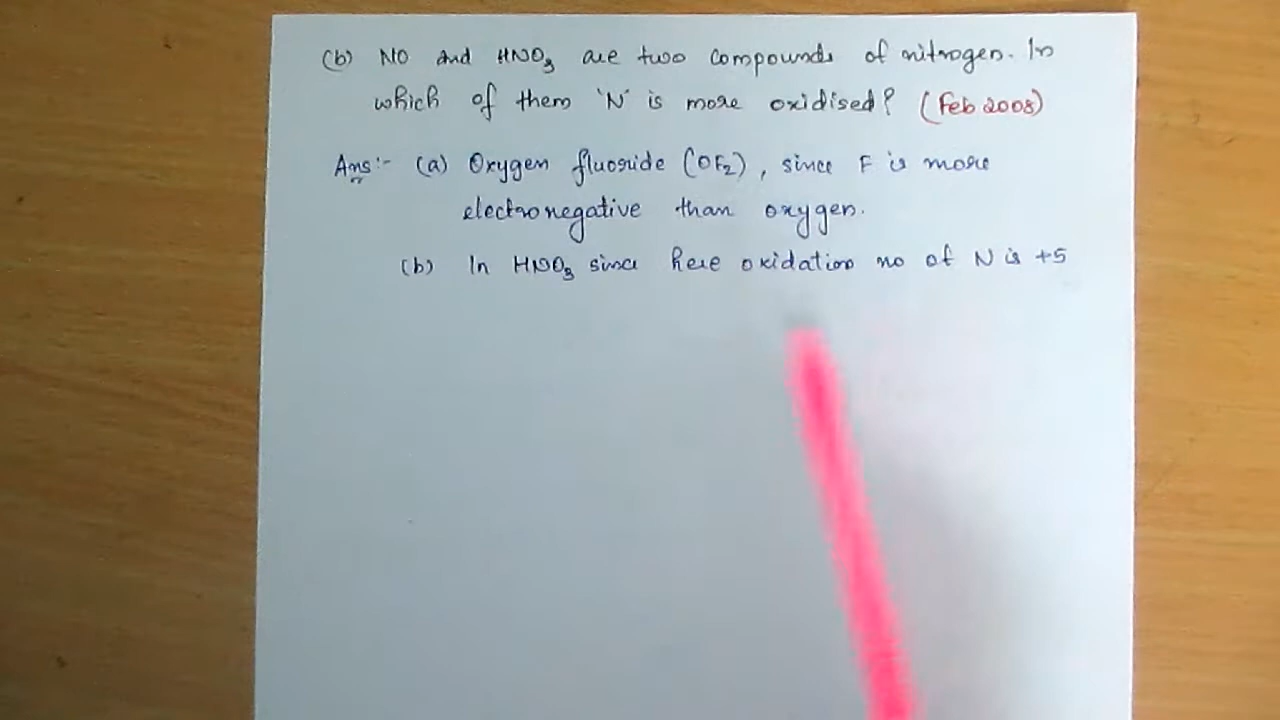 (b) NO and HNO₃ are two compounds of nitrogen. In
which of them 'N' is more oxidised? (Feb 2008)
Ans:- (a) Oxygen fluoride (OF₂), since F is more
electronegative than oxygen.
(b) In HNO₃ since here oxidation no of N is +5